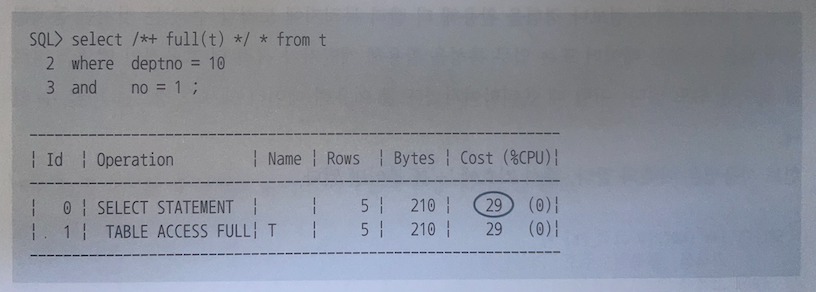 SQL> select /*+ full(t) */ * from t
2 where deptno = 10
3 and no = 1 ;
--------------------------------------------------------------
| Id | Operation | Name | Rows | Bytes | Cost (%CPU)|
--------------------------------------------------------------
| 0 | SELECT STATEMENT | | 5 | 210 | 29 (0)|
| 1 | TABLE ACCESS FULL| T | 5 | 210 | 29 (0)|
--------------------------------------------------------------